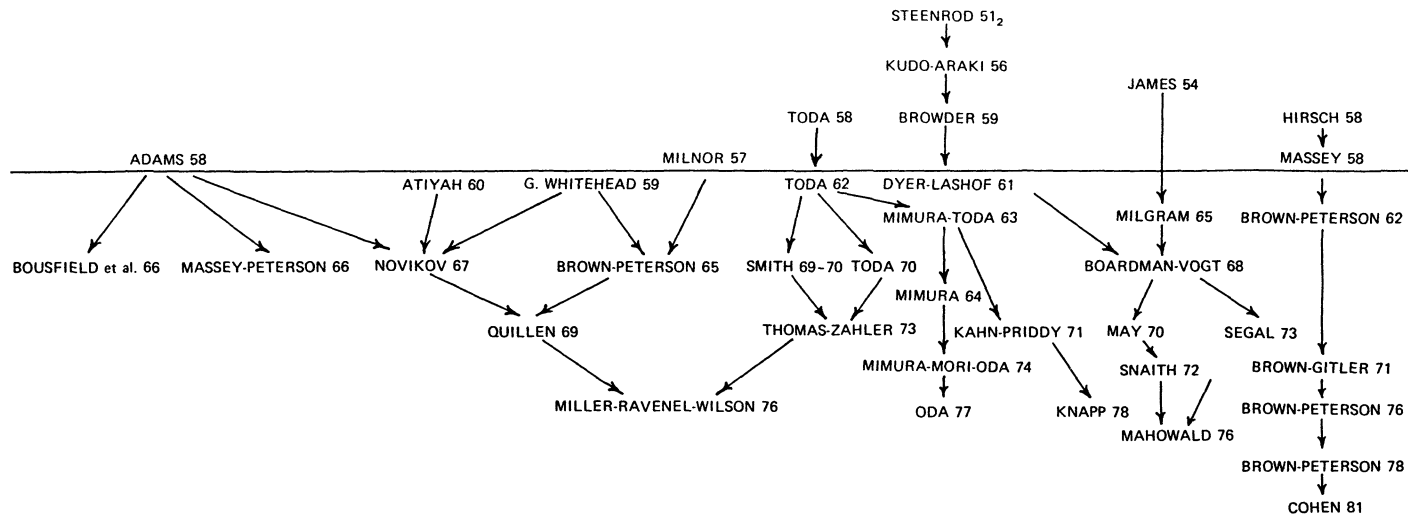 STEENROD 51₂
KUDO-ARAKI 56
JAMES 54
TODA 58
BROWDER 59
HIRSCH 58
ADAMS 58
MILNOR 57
MASSEY 58
ATIYAH 60
G. WHITEHEAD 59
TODA 62
DYER-LASHOF 61
MIMURA-TODA 63
MILGRAM 65
BROWN-PETERSON 62
BOUSFIELD et al. 66
MASSEY-PETERSON 66
NOVIKOV 67
BROWN-PETERSON 65
SMITH 69-70
TODA 70
BOARDMAN-VOGT 68
MIMURA 64
QUILLEN 69
THOMAS-ZAHLER 73
KAHN-PRIDDY 71
MAY 70
SEGAL 73
MIMURA-MORI-ODA 74
SNAITH 72
BROWN-GITLER 71
MILLER-RAVENEL-WILSON 76
ODA 77
KNAPP 78
BROWN-PETERSON 76
MAHOWALD 76
BROWN-PETERSON 78
COHEN 81